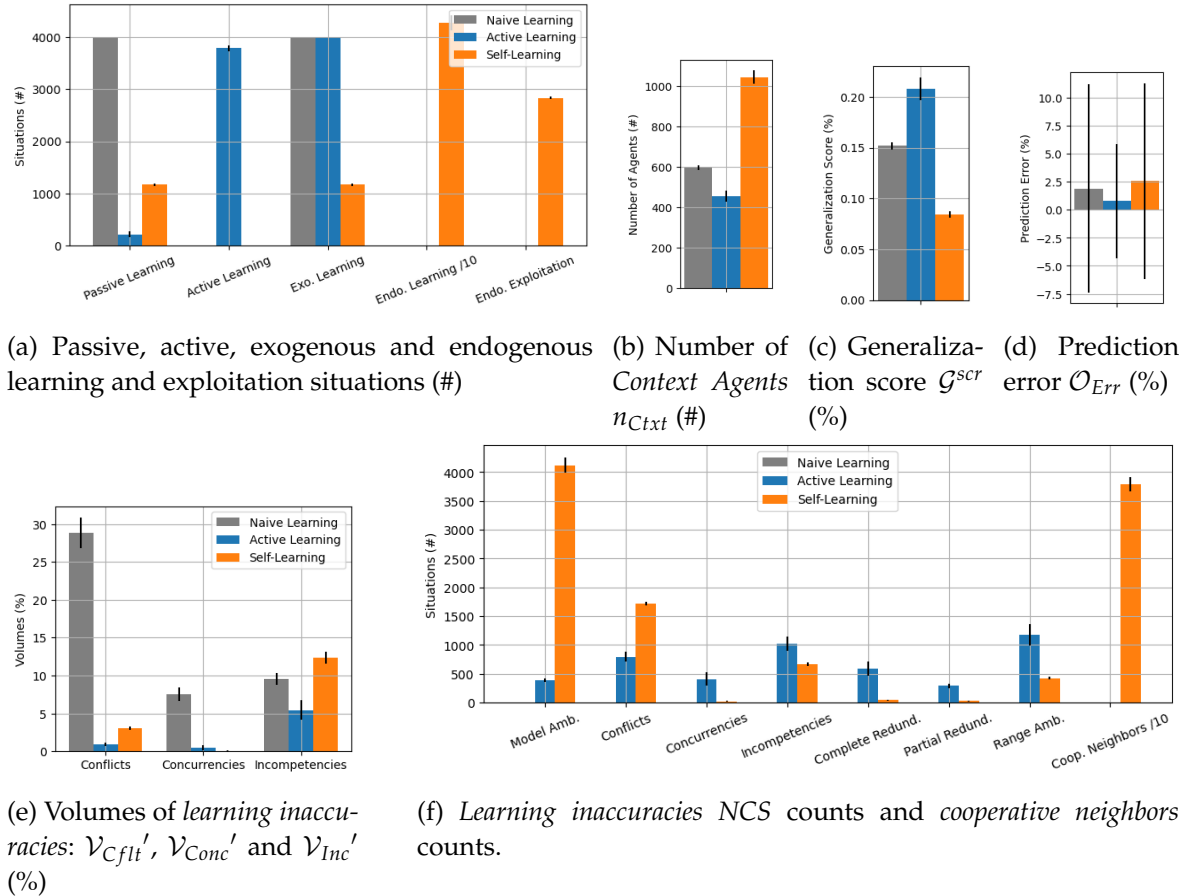 4000
3000
2000
1000
0
Situations (#)
Naive Learning
Active Learning
Self-Learning
Passive Learning
Active Learning
Exo. Learning
Endo. Learning /10
Endo. Exploitation
1000
800
600
400
200
0
Number of Agents (#)
0.20
0.15
0.10
0.05
0.00
Generalization Score (%)
10.0
7.5
5.0
2.5
0.0
−2.5
−5.0
−7.5
Prediction Error (%)
(a) Passive, active, exogenous and endogenous
learning and exploitation situations (#)
(b) Number of
Context Agents
n_Ctxt (#)
(c) Generaliza-
tion score 𝒢^scr
(%)
(d) Prediction
error 𝒪_Err (%)
30
25
20
15
10
5
0
Volumes (%)
Naive Learning
Active Learning
Self-Learning
Conflicts
Concurrencies
Incompetencies
4000
3500
3000
2500
2000
1500
1000
500
0
Situations (#)
Naive Learning
Active Learning
Self-Learning
Model Amb.
Conflicts
Concurrencies
Incompetencies
Complete Redund.
Partial Redund.
Range Amb.
Coop. Neighbors /10
(e) Volumes of learning inaccu-
racies: 𝒱_Cflt′, 𝒱_Conc′ and 𝒱_Inc′
(%)
(f) Learning inaccuracies NCS counts and cooperative neighbors
counts.